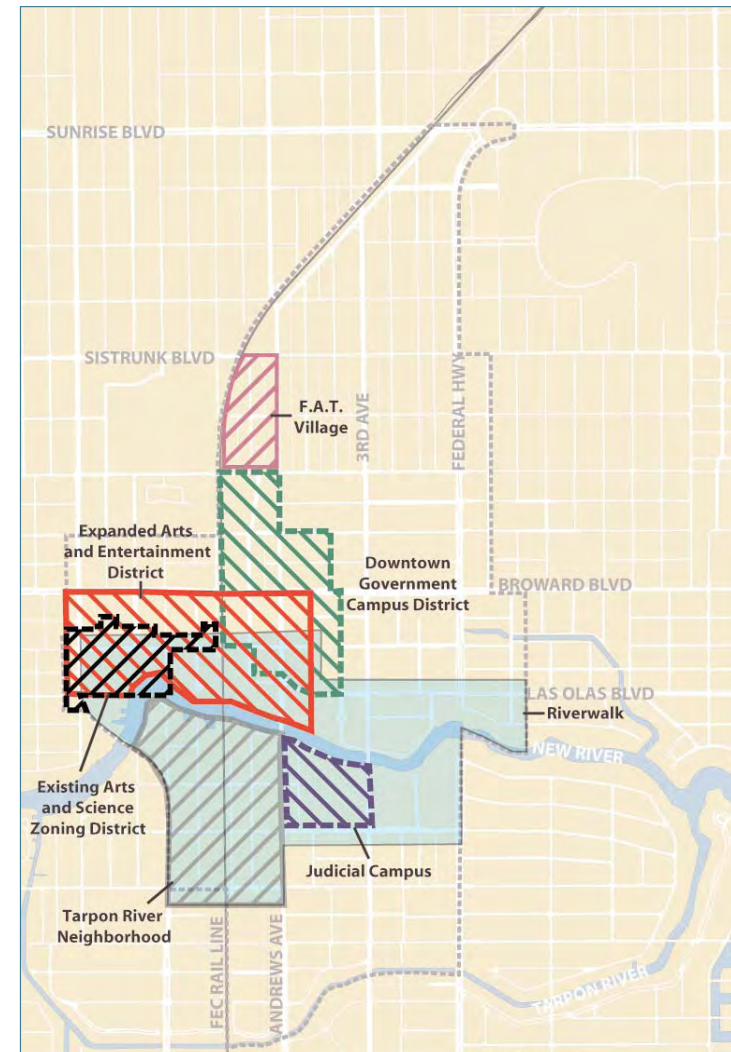 SUNRISE BLVD
SISTRUNK BLVD
F.A.T.
Village
3RD AVE
FEDERAL HWY
Expanded Arts
and Entertainment
District
Downtown
Government
Campus District
BROWARD BLVD
LAS OLAS BLVD
Riverwalk
NEW RIVER
Existing Arts
and Science
Zoning District
Judicial Campus
Tarpon River
Neighborhood
FEC RAIL LINE
ANDREWS AVE
TARPON RIVER